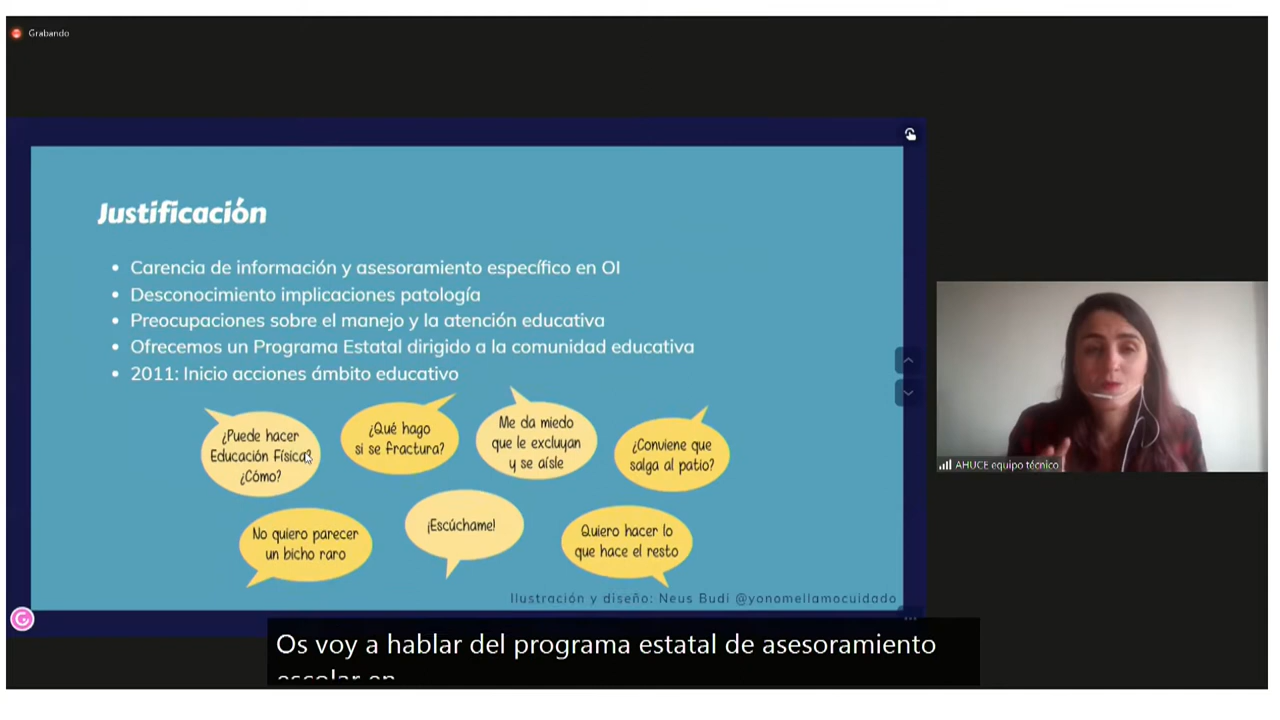 Grabando
Justificación
• Carencia de información y asesoramiento específico en OI
• Desconocimiento implicaciones patología
• Preocupaciones sobre el manejo y la atención educativa
• Ofrecemos un Programa Estatal dirigido a la comunidad educativa
• 2011: Inicio acciones ámbito educativo
¿Puede hacer
Educación Física?
¿Cómo?
¿Qué hago
si se fractura?
Me da miedo
que le excluyan
y se aísle
¿Conviene que
salga al patio?
No quiero parecer
un bicho raro
¡Escúchame!
Quiero hacer lo
que hace el resto
Ilustración y diseño: Neus Budi @yonomellamocuidado
AHUCE equipo técnico
Os voy a hablar del programa estatal de asesoramiento
escolar en